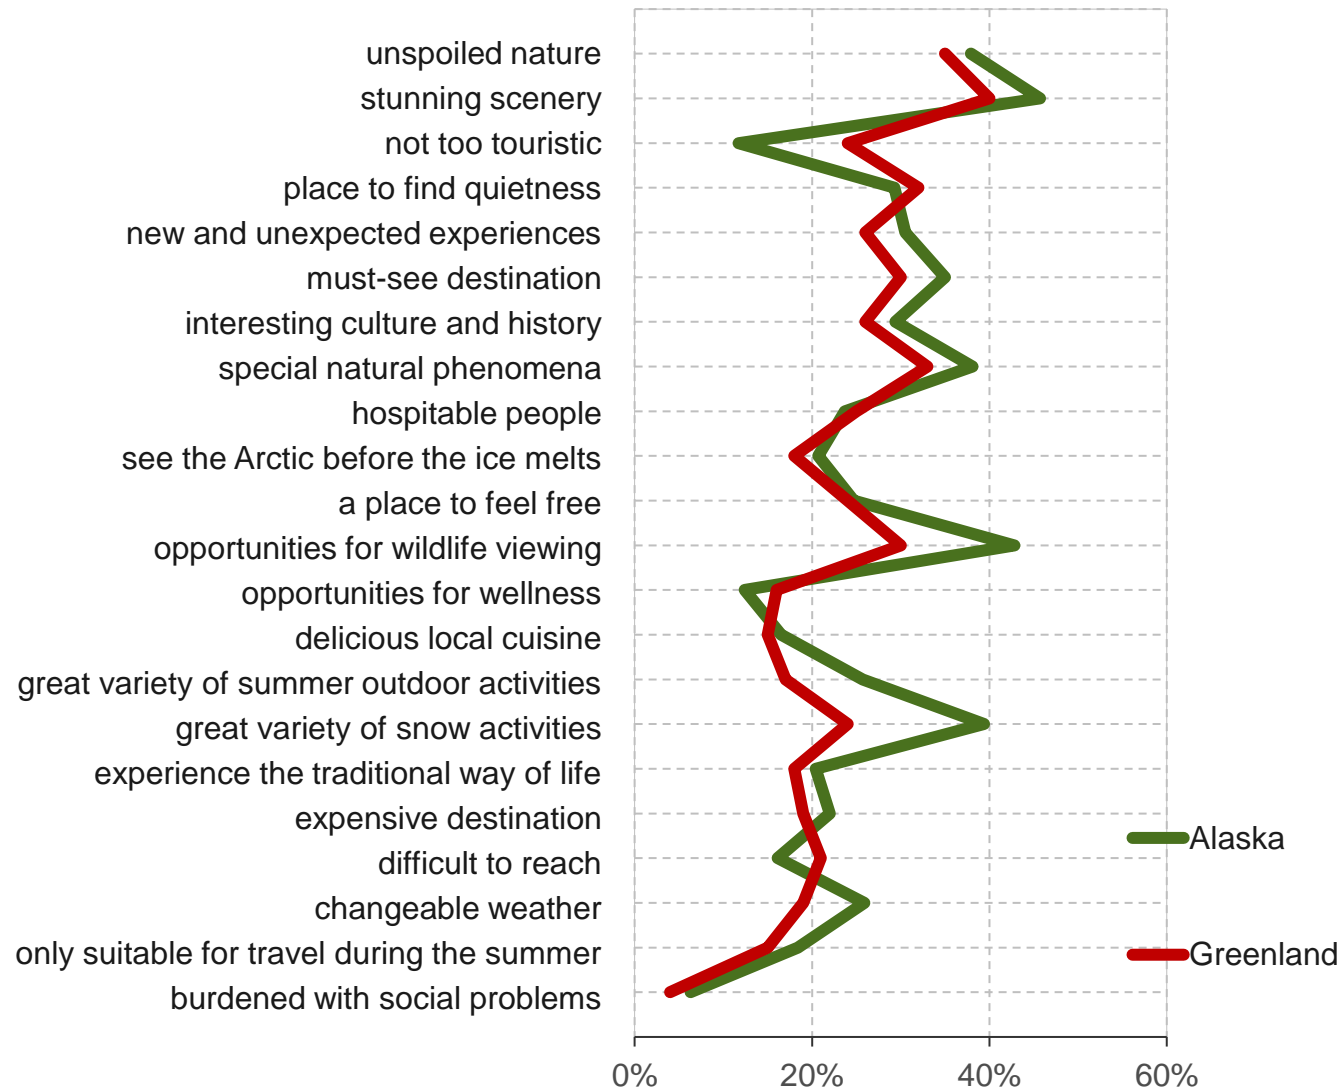 unspoiled nature
stunning scenery
not too touristic
place to find quietness
new and unexpected experiences
must-see destination
interesting culture and history
special natural phenomena
hospitable people
see the Arctic before the ice melts
a place to feel free
opportunities for wildlife viewing
opportunities for wellness
delicious local cuisine
great variety of summer outdoor activities
great variety of snow activities
experience the traditional way of life
expensive destination
difficult to reach
changeable weather
only suitable for travel during the summer
burdened with social problems
Alaska
Greenland
0% 20% 40% 60%